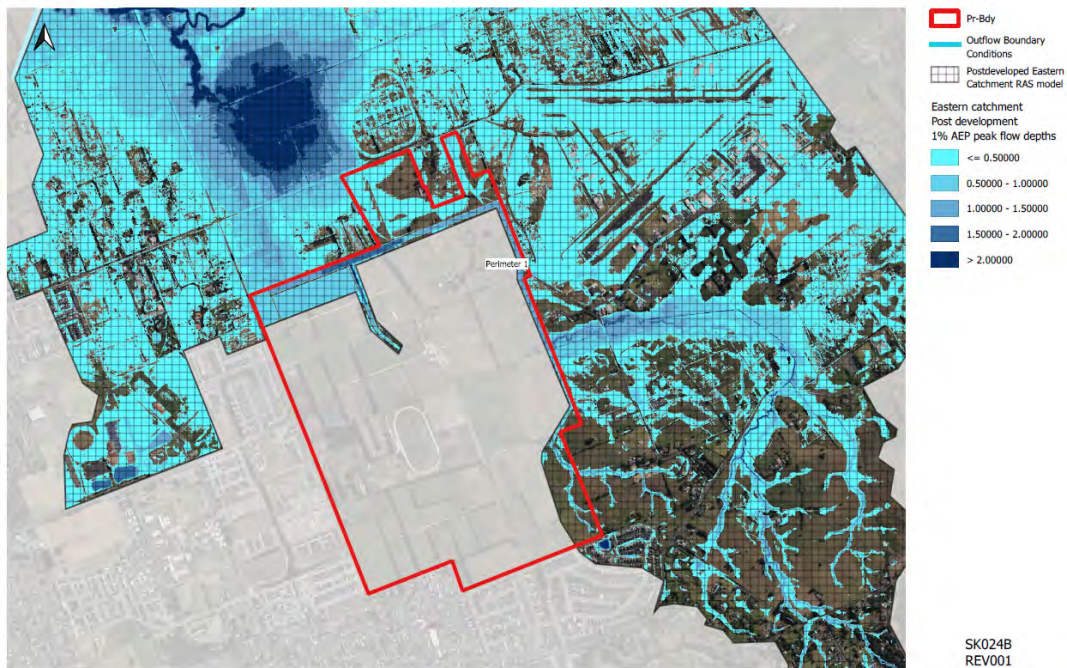 Perimeter 1
Pr-Bdy
Outflow Boundary
Conditions
Postdeveloped Eastern
Catchment RAS model
Eastern catchment
Post development
1% AEP peak flow depths
<= 0.50000
0.50000 - 1.00000
1.00000 - 1.50000
1.50000 - 2.00000
> 2.00000
SK024B
REV001